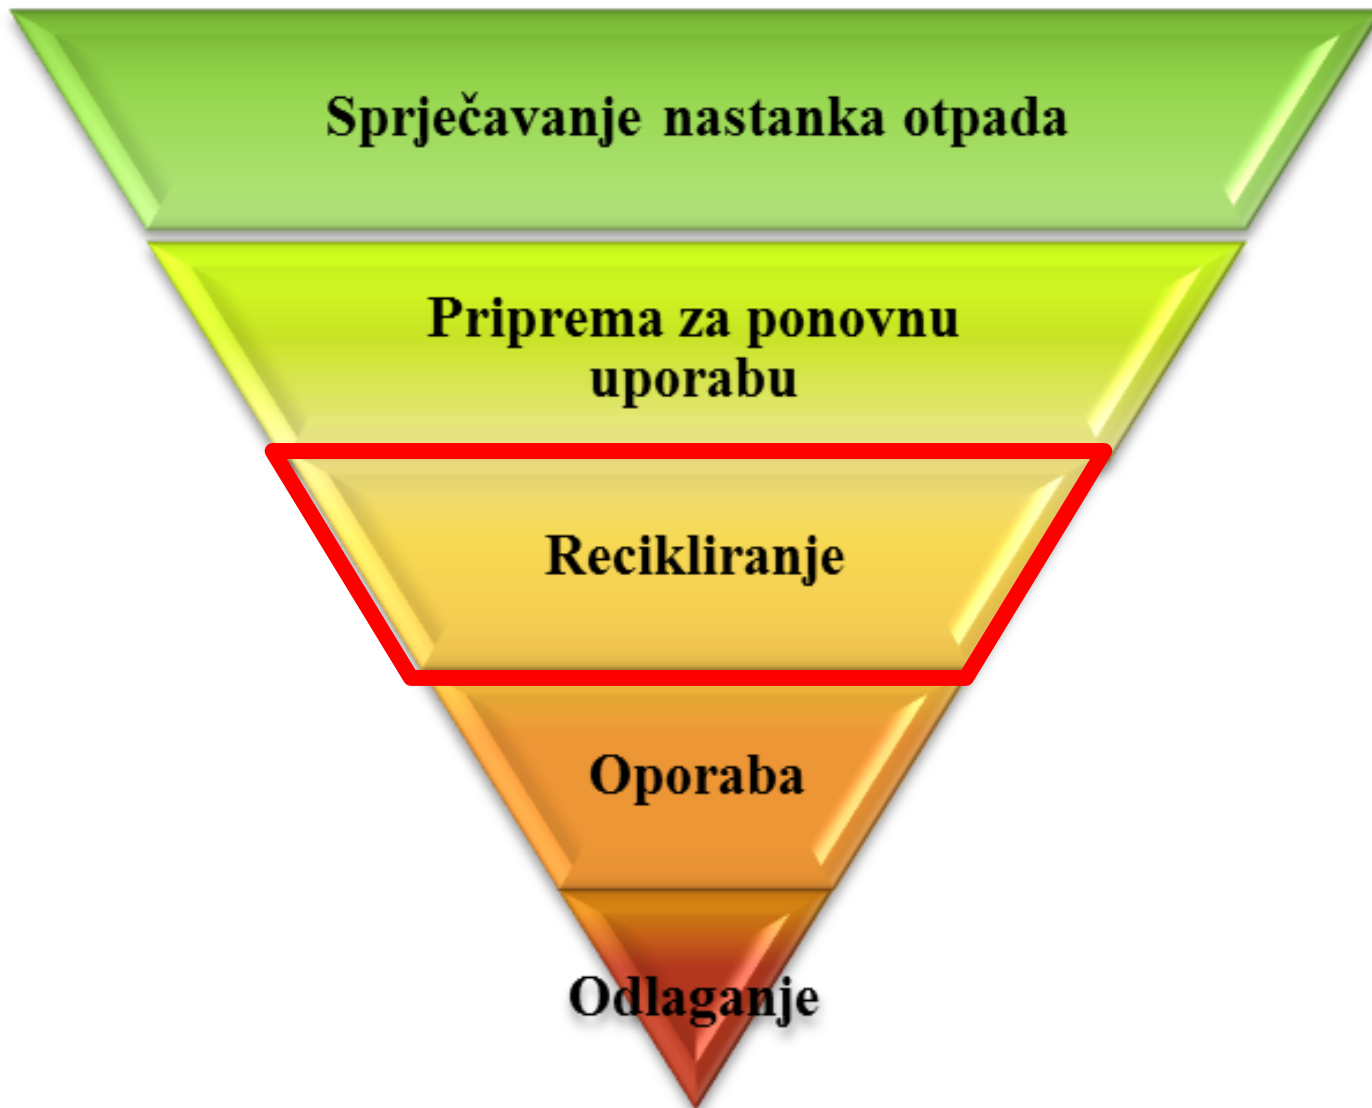 Sprječavanje nastanka otpada
Priprema za ponovnu
uporabu
Recikliranje
Oporaba
Odlaganje